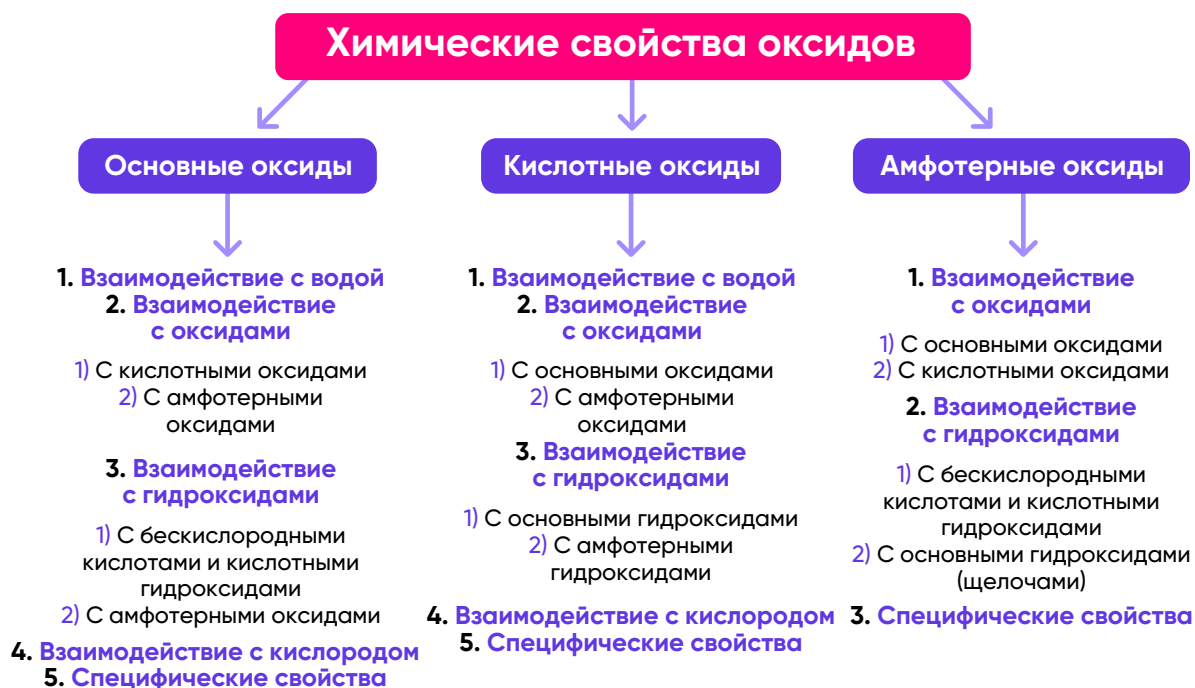 Химические свойства оксидов
Основные оксиды
1. Взаимодействие с водой
2. Взаимодействие
с оксидами
1) С кислотными оксидами
2) С амфотерными
оксидами
3. Взаимодействие
с гидроксидами
1) С бескислородными
кислотами и кислотными
гидроксидами
2) С амфотерными оксидами
4. Взаимодействие с кислородом
5. Специфические свойства
Кислотные оксиды
1. Взаимодействие с водой
2. Взаимодействие
с оксидами
1) С основными оксидами
2) С амфотерными
оксидами
3. Взаимодействие
с гидроксидами
1) С основными гидроксидами
2) С амфотерными
гидроксидами
4. Взаимодействие с кислородом
5. Специфические свойства
Амфотерные оксиды
1. Взаимодействие
с оксидами
1) С основными оксидами
2) С кислотными оксидами
2. Взаимодействие
с гидроксидами
1) С бескислородными
кислотами и кислотными
гидроксидами
2) С основными гидроксидами
(щелочами)
3. Специфические свойства